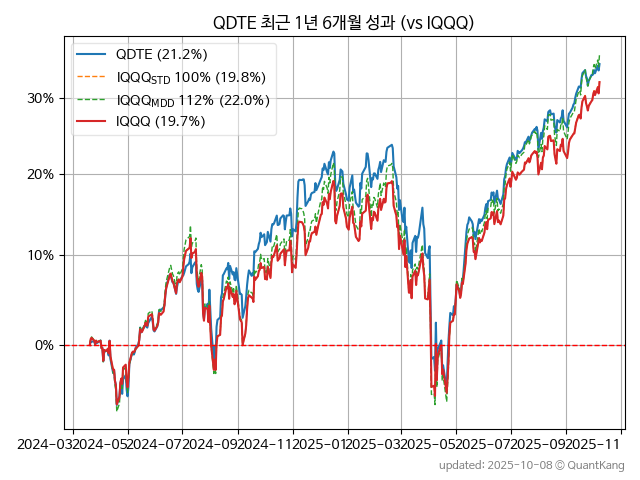 QDTE 최근 1년 6개월 성과 (vs IQQQ)
QDTE (21.2%)
IQQQSTD 100% (19.8%)
IQQQMDD 112% (22.0%)
IQQQ (19.7%)
30%
20%
10%
0%
2024-03 2024-05 2024-07 2024-09 2024-11 2025-01 2025-03 2025-05 2025-07 2025-09 2025-11
updated: 2025-10-08 @ QuantKang